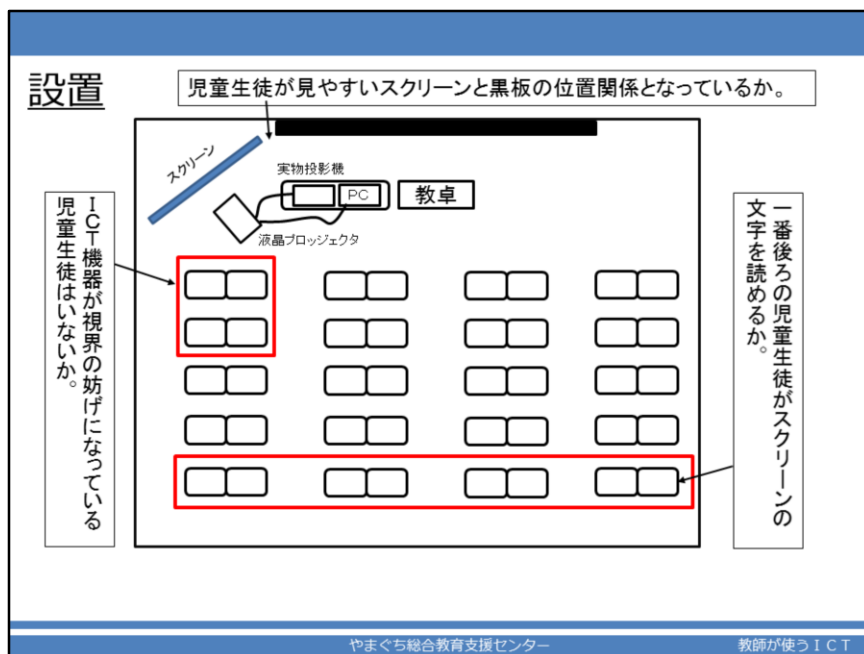 設置
児童生徒が見やすいスクリーンと黒板の位置関係となっているか。
スクリーン
実物投影機
PC
教卓
液晶プロッジェクタ
ICT機器が視界の妨げになっている
児童生徒はいないか。
一番後ろの児童生徒がスクリーンの
文字を読めるか。
やまぐち総合教育支援センター
教師が使うICT